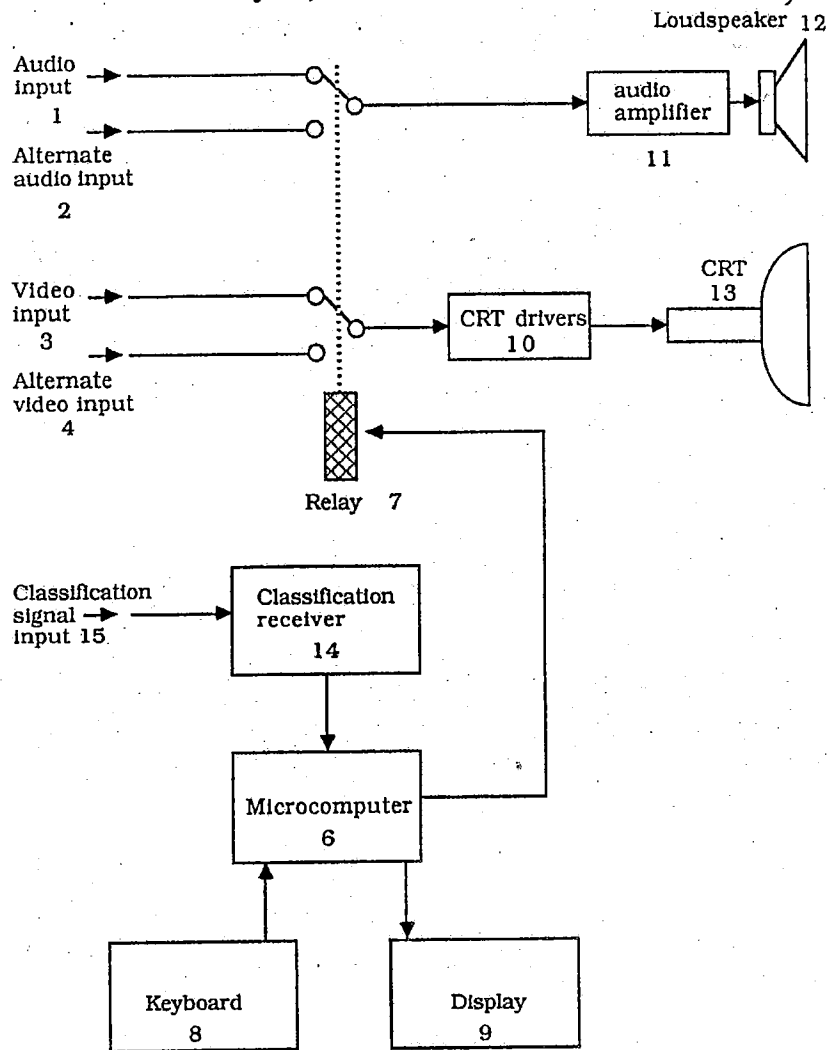 Loudspeaker 12
Audio
input
1
audio
amplifier
11
Alternate
audio input
2
Video
input
3
CRT
13
CRT drivers
10
Alternate
video input
4
Relay 7
Classification
signal
input 15
Classification
receiver
14
Microcomputer
6
Keyboard
8
Display
9